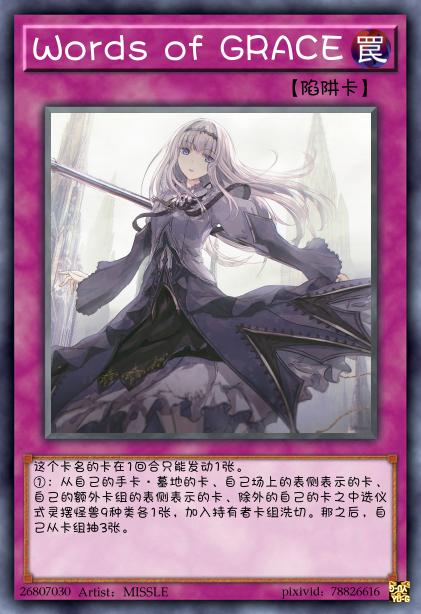 Words of GRACE 罠
【陷阱卡】
这个卡名的卡在1回合只能发动1张。
①：从自己的手卡·墓地的卡、自己场上的表侧表示的卡、
自己的额外卡组的表侧表示的卡、除外的自己的卡之中选仪
式灵摆怪兽9种类各1张，加入持有者卡组洗切。那之后，自
己从卡组抽3张。
26807030 Artist: MISSLE pixivid: 78826616